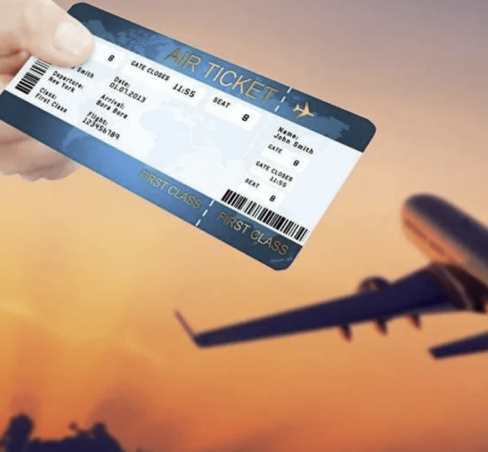 AIR TICKET
8
GATE CLOSES
11:55
SEAT
8
Smith
Departure:
New York
Class:
First Class
Date:
01.07.2013
Arrival:
Bora Bora
Flight:
123456789
Name:
John Smith
GATE
8
GATE CLOSES
11:55
SEAT
8
FIRST CLASS
FIRST CLASS